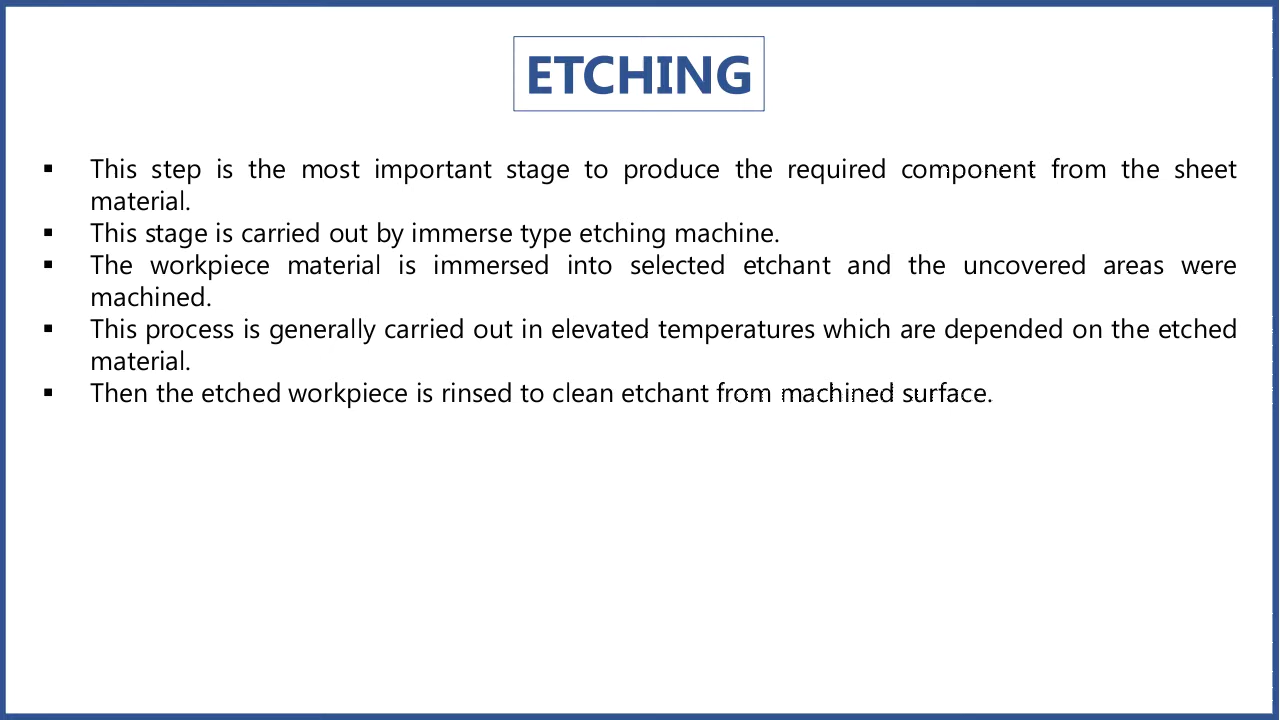 ETCHING
▪ This step is the most important stage to produce the required component from the sheet
material.
▪ This stage is carried out by immerse type etching machine.
▪ The workpiece material is immersed into selected etchant and the uncovered areas were
machined.
▪ This process is generally carried out in elevated temperatures which are depended on the etched
material.
▪ Then the etched workpiece is rinsed to clean etchant from machined surface.